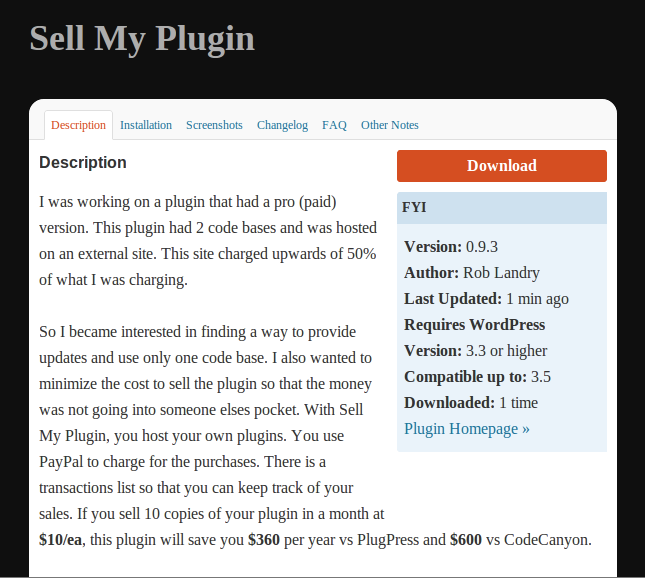 Sell My Plugin
Description Installation Screenshots Changelog FAQ Other Notes
Description
I was working on a plugin that had a pro (paid)
version. This plugin had 2 code bases and was hosted
on an external site. This site charged upwards of 50%
of what I was charging.
So I became interested in finding a way to provide
updates and use only one code base. I also wanted to
minimize the cost to sell the plugin so that the money
was not going into someone elses pocket. With Sell
My Plugin, you host your own plugins. You use
PayPal to charge for the purchases. There is a
transactions list so that you can keep track of your
sales. If you sell 10 copies of your plugin in a month at
$10/ea, this plugin will save you $360 per year vs PlugPress and $600 vs CodeCanyon.
Download
FYI
Version: 0.9.3
Author: Rob Landry
Last Updated: 1 min ago
Requires WordPress
Version: 3.3 or higher
Compatible up to: 3.5
Downloaded: 1 time
Plugin Homepage »